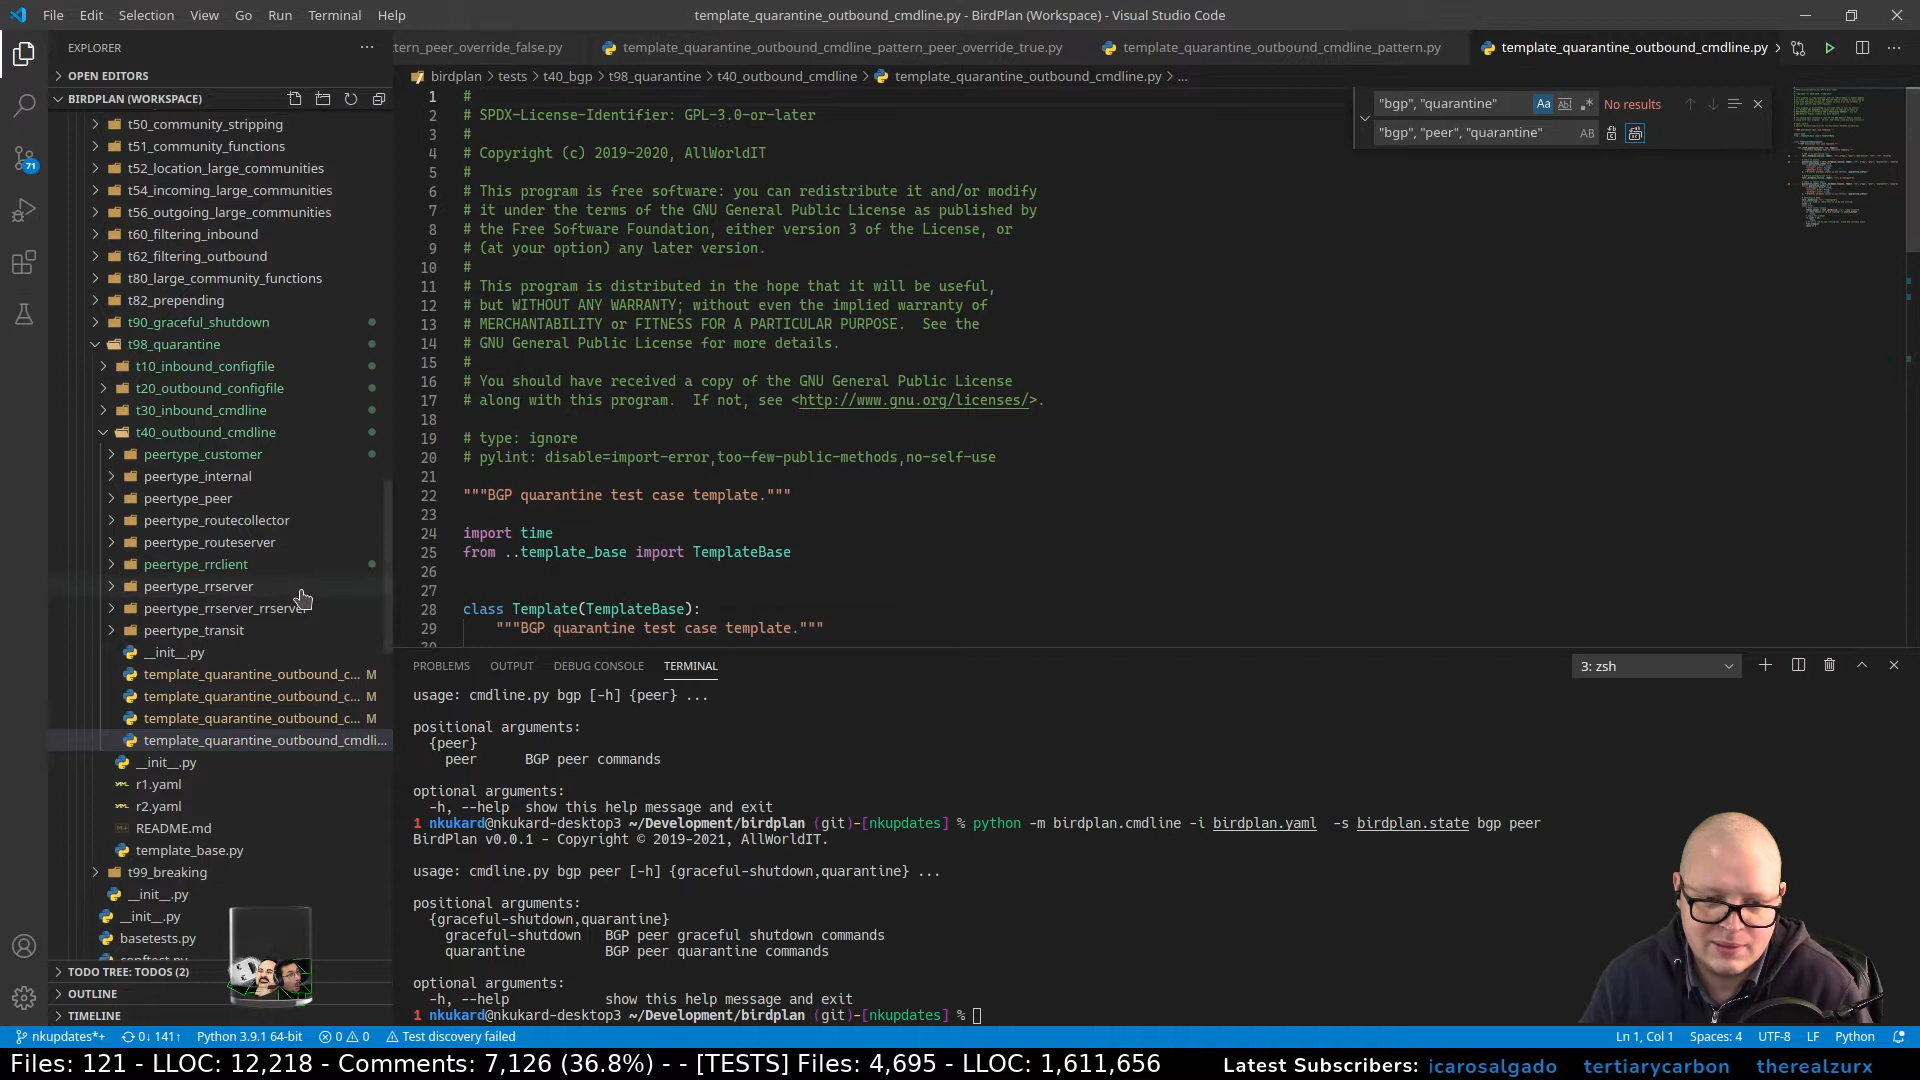 File Edit Selection View Go Run Terminal Help
template_quarantine_outbound_cmdline.py - BirdPlan (Workspace) - Visual Studio Code
EXPLORER
OPEN EDITORS
BIRDPLAN (WORKSPACE)
t50_community_stripping
t51_community_functions
t52_location_large_communities
t54_incoming_large_communities
t56_outgoing_large_communities
t60_filtering_inbound
t62_filtering_outbound
t80_large_community_functions
t82_prepending
t90_graceful_shutdown
t98_quarantine
t10_inbound_configfile
t20_outbound_configfile
t30_inbound_cmdline
t40_outbound_cmdline
peertype_customer
peertype_internal
peertype_peer
peertype_routecollector
peertype_routeserver
peertype_rrclient
peertype_rrserver
peertype_rrserver_rrserver
peertype_transit
__init__.py
template_quarantine_outbound_c... M
template_quarantine_outbound_c... M
template_quarantine_outbound_c... M
template_quarantine_outbound_cmdli...
__init__.py
r1.yaml
r2.yaml
README.md
template_base.py
t99_breaking
__init__.py
__init__.py
basetests.py
conftest.py
TODO TREE: TODOS (2)
OUTLINE
TIMELINE
71
tern_peer_override_false.py
template_quarantine_outbound_cmdline_pattern_peer_override_true.py
template_quarantine_outbound_cmdline_pattern.py
template_quarantine_outbound_cmdline.py
birdplan > tests > t40_bgp > t98_quarantine > t40_outbound_cmdline > template_quarantine_outbound_cmdline.py > ...
"bgp", "quarantine" Aa Abl .* No results
"bgp", "peer", "quarantine" AB
1 #
2 # SPDX-License-Identifier: GPL-3.0-or-later
3 #
4 # Copyright (c) 2019-2020, AllWorldIT
5 #
6 # This program is free software: you can redistribute it and/or modify
7 # it under the terms of the GNU General Public License as published by
8 # the Free Software Foundation, either version 3 of the License, or
9 # (at your option) any later version.
10 #
11 # This program is distributed in the hope that it will be useful,
12 # but WITHOUT ANY WARRANTY; without even the implied warranty of
13 # MERCHANTABILITY or FITNESS FOR A PARTICULAR PURPOSE.  See the
14 # GNU General Public License for more details.
15 #
16 # You should have received a copy of the GNU General Public License
17 # along with this program.  If not, see <http://www.gnu.org/licenses/>.
18
19 # type: ignore
20 # pylint: disable=import-error,too-few-public-methods,no-self-use
21
22 """BGP quarantine test case template."""
23
24 import time
25 from ..template_base import TemplateBase
26
27
28 class Template(TemplateBase):
29 """BGP quarantine test case template."""
30
PROBLEMS OUTPUT DEBUG CONSOLE TERMINAL 3: zsh
usage: cmdline.py bgp [-h] {peer} ...
positional arguments:
{peer}
peer BGP peer commands
optional arguments:
-h, --help show this help message and exit
1 nkukard@nkukard-desktop3 ~/Development/birdplan (git)-[nkupdates] % python -m birdplan.cmdline -i birdplan.yaml -s birdplan.state bgp peer
BirdPlan v0.0.1 - Copyright © 2019-2021, AllWorldIT.
usage: cmdline.py bgp peer [-h] {graceful-shutdown,quarantine} ...
positional arguments:
{graceful-shutdown,quarantine}
graceful-shutdown BGP peer graceful shutdown commands
quarantine BGP peer quarantine commands
optional arguments:
-h, --help show this help message and exit
1 nkukard@nkukard-desktop3 ~/Development/birdplan (git)-[nkupdates] %
nkupdates*+ 0↓ 141↑ Python 3.9.1 64-bit 0 0 Test discovery failed Ln 1, Col 1 Spaces: 4 UTF-8 LF Python
Files: 121 - LLOC: 12,218 - Comments: 7,126 (36.8%) - - [TESTS] Files: 4,695 - LLOC: 1,611,656
Latest Subscribers: icarosalgado tertiarycarbon therealzurx